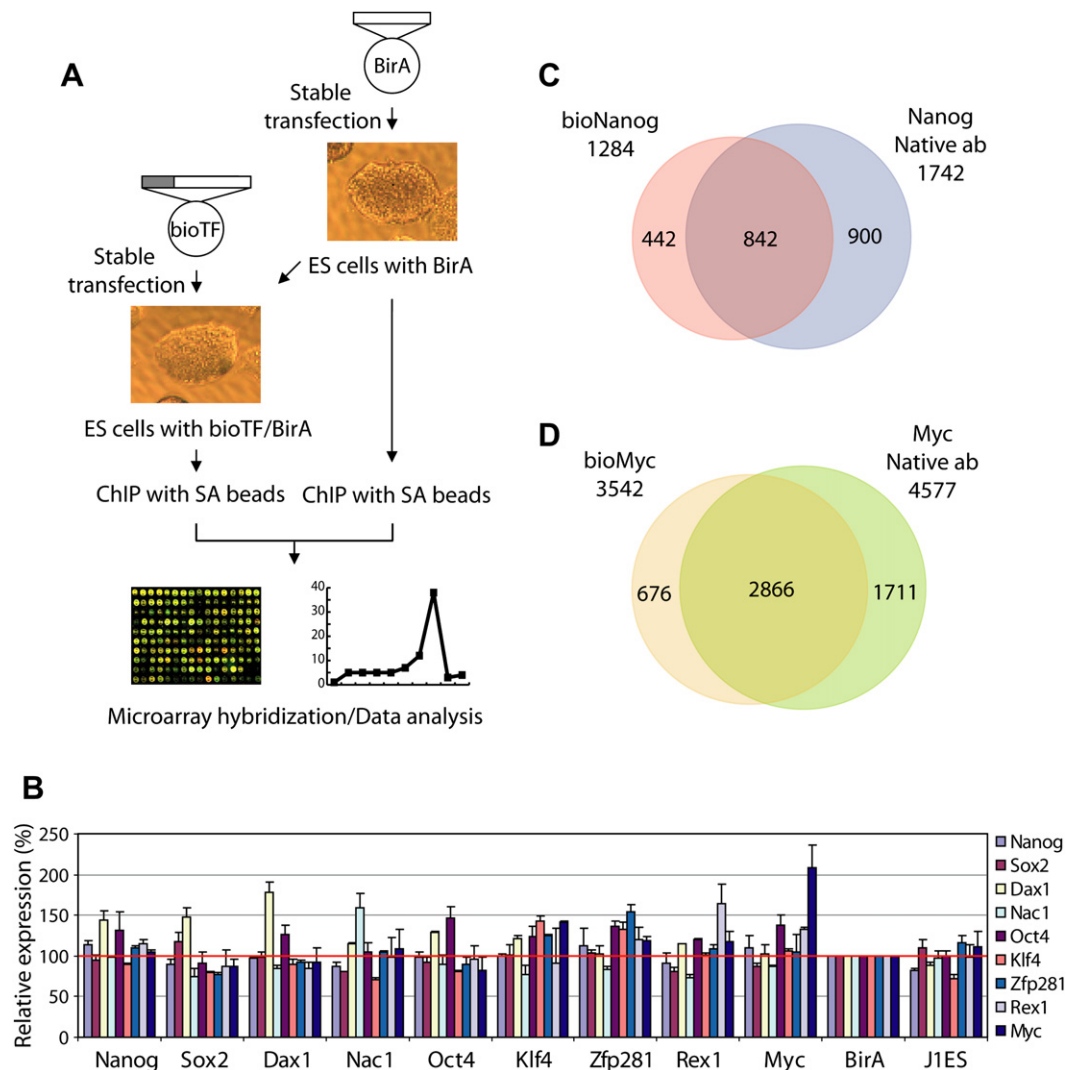 A
BirA
Stable
transfection
bioTF
Stable
transfection
ES cells with BirA
ES cells with bioTF/BirA
ChIP with SA beads
ChIP with SA beads
40
30
20
10
0
Microarray hybridization/Data analysis
C
bioNanog
1284
Nanog
Native ab
1742
442
842
900
D
bioMyc
3542
Myc
Native ab
4577
676
2866
1711
B
Relative expression (%)
250
200
150
100
50
0
Nanog
Sox2
Dax1
Nac1
Oct4
Klf4
Zfp281
Rex1
Myc
BirA
J1ES
Nanog
Sox2
Dax1
Nac1
Oct4
Klf4
Zfp281
Rex1
Myc